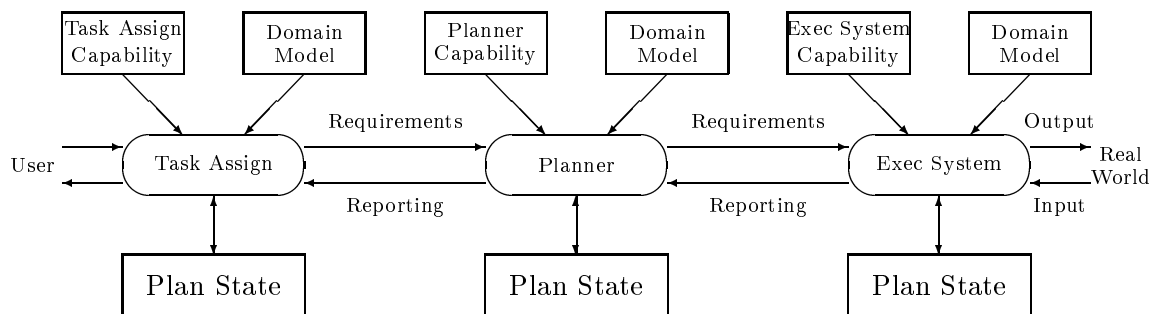 Task Assign
Capability
Domain
Model
Planner
Capability
Domain
Model
Exec System
Capability
Domain
Model
Requirements
Requirements
Output
User
Task Assign
Planner
Exec System
Real
World
Reporting
Reporting
Input
Plan State
Plan State
Plan State